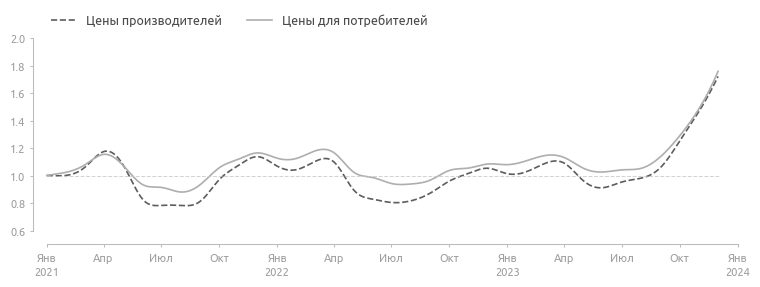 Цены производителей Цены для потребителей
2.0
1.8
1.6
1.4
1.2
1.0
0.8
0.6
Янв Апр Июл Окт Янв Апр Июл Окт Янв Апр Июл Окт Янв
2021 2022 2023 2024